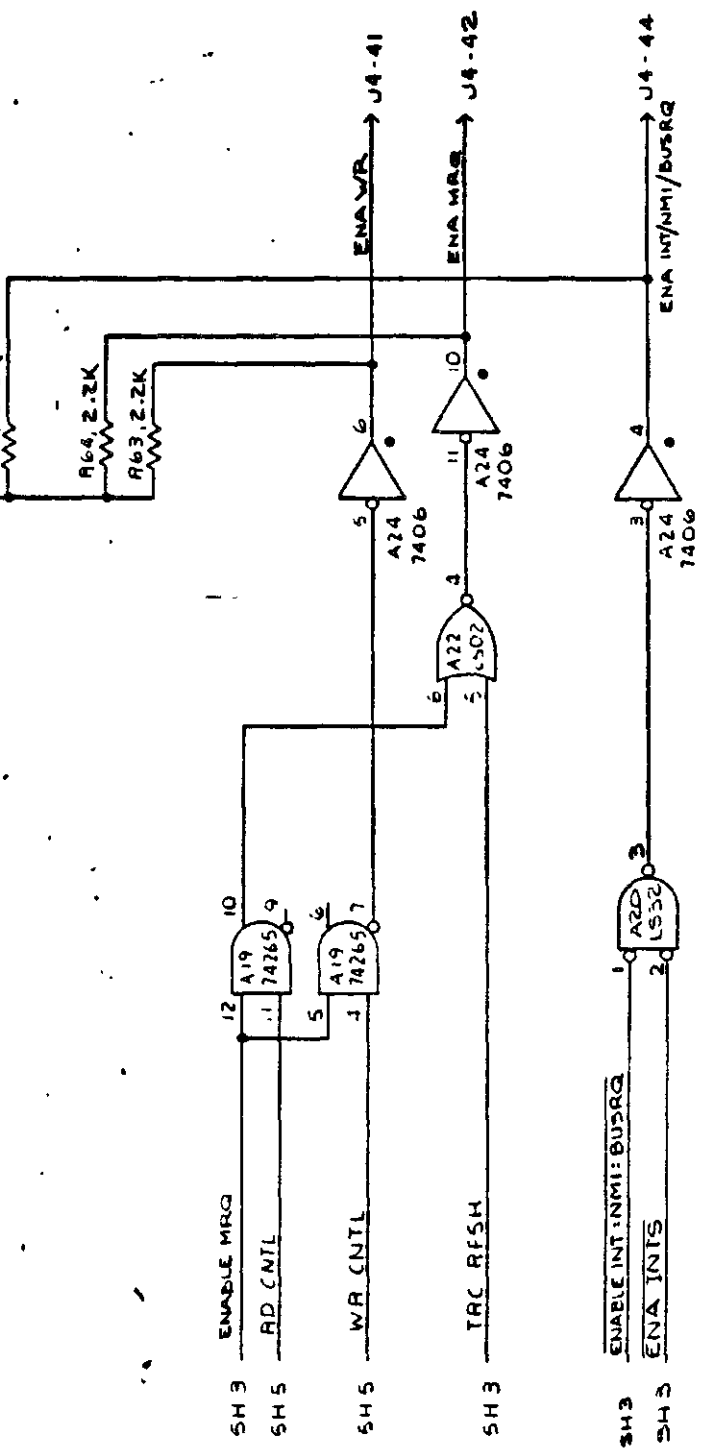 R64, 2.2K
R63, 2.2K
ENA WR
J4-41
ENA MRQ
J4-42
ENA INT/NMI/BUSRQ
J4-44
5
6
A24
7406
11
10
A24
7406
3
4
A24
7406
6
5
4
A22
LS02
12
11
10
9
A19
74265
5
4
6
7
A19
74265
1
2
3
A20
LS32
SH 3
ENABLE MRQ
SH 5
RD CNTL
SH 5
WR CNTL
SH 3
TRC RFSH
SH3
ENABLE INT:NMI:BUSRQ
SH 3
ENA INTS